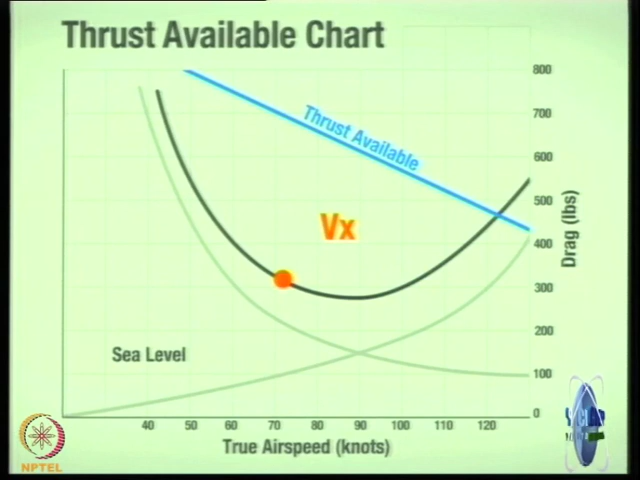 Thrust Available Chart
800
Thrust Available
700
600
Vx
500
Drag (lbs)
400
300
200
Sea Level
100
0
40 50 60 70 80 90 100 110 120
True Airspeed (knots)
NPTEL